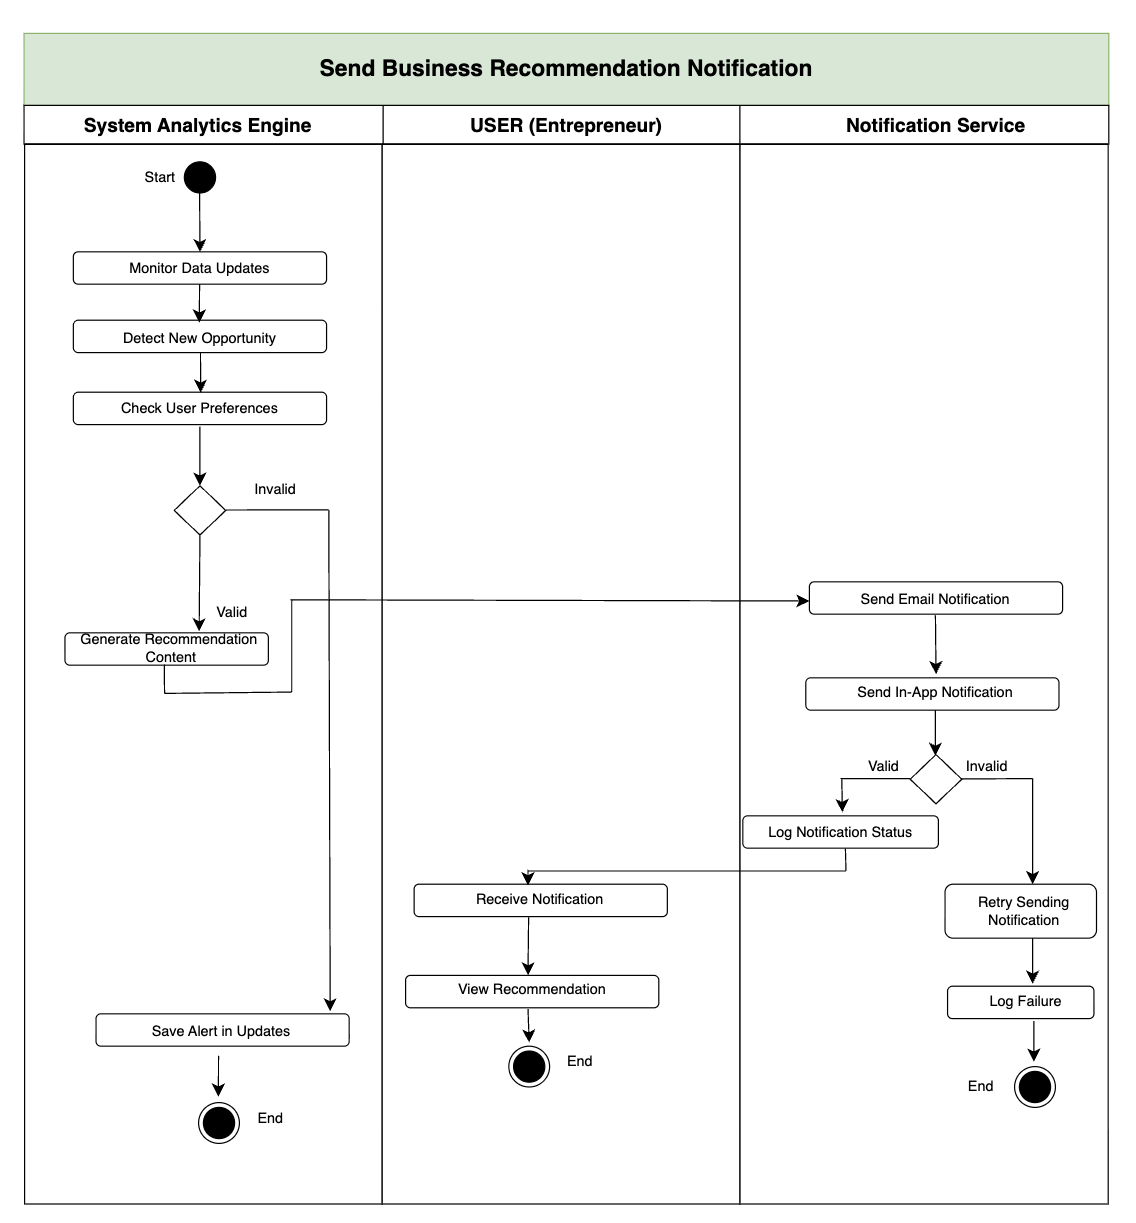 Send Business Recommendation Notification
System Analytics Engine
USER (Entrepreneur)
Notification Service
Start
Monitor Data Updates
Detect New Opportunity
Check User Preferences
Invalid
Valid
Generate Recommendation
Content
Send Email Notification
Send In-App Notification
Valid
Invalid
Log Notification Status
Receive Notification
Retry Sending
Notification
View Recommendation
Log Failure
Save Alert in Updates
End
End
End